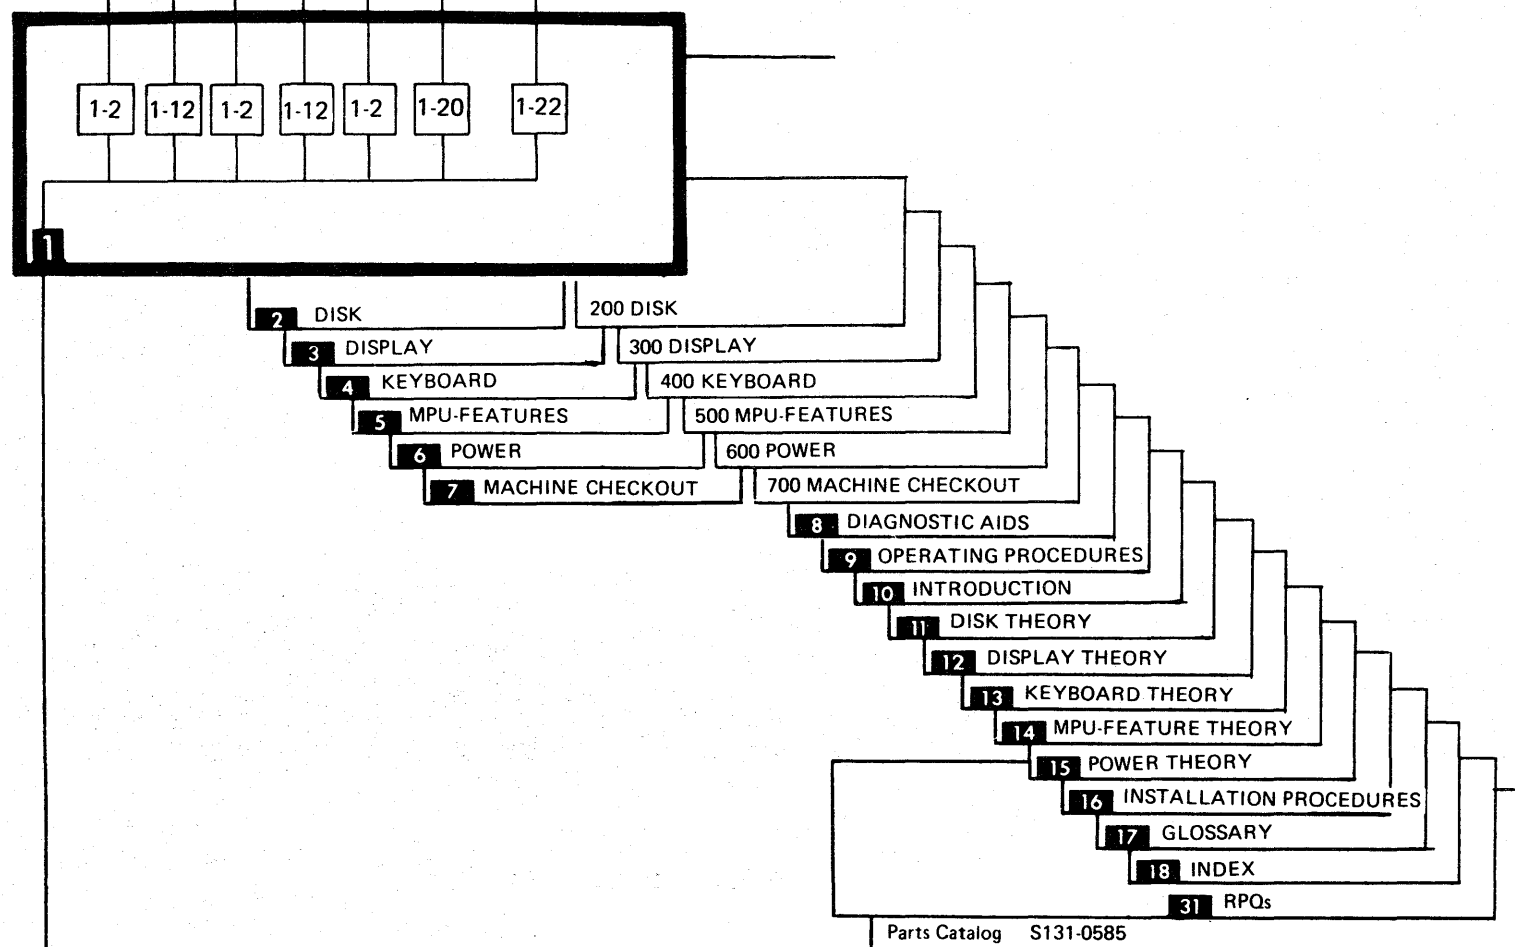 1-2 1-12 1-2 1-12 1-2 1-20 1-22
1
2 DISK 200 DISK
3 DISPLAY 300 DISPLAY
4 KEYBOARD 400 KEYBOARD
5 MPU-FEATURES 500 MPU-FEATURES
6 POWER 600 POWER
7 MACHINE CHECKOUT 700 MACHINE CHECKOUT
8 DIAGNOSTIC AIDS
9 OPERATING PROCEDURES
10 INTRODUCTION
11 DISK THEORY
12 DISPLAY THEORY
13 KEYBOARD THEORY
14 MPU-FEATURE THEORY
15 POWER THEORY
16 INSTALLATION PROCEDURES
17 GLOSSARY
18 INDEX
31 RPQs
Parts Catalog S131-0585